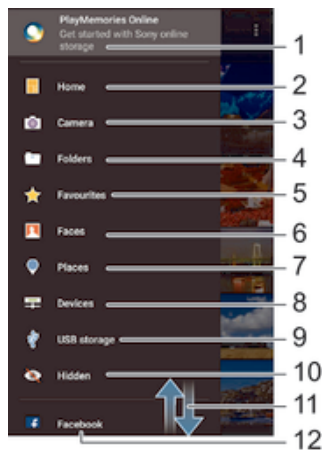 PlayMemories Online
Get started with Sony online
storage
1
Home
2
Camera
3
Folders
4
Favourites
5
Faces
6
Places
7
Devices
8
USB storage
9
Hidden
10
11
Facebook
12